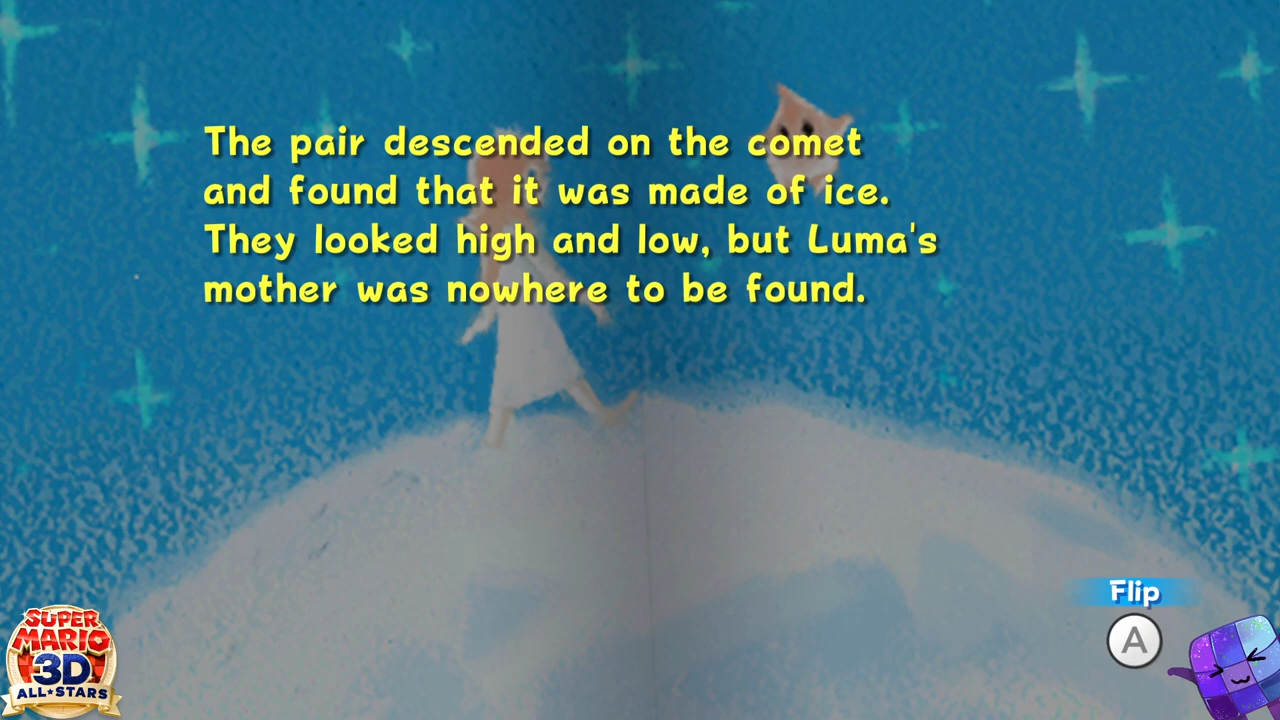 The pair descended on the comet
and found that it was made of ice.
They looked high and low, but Luma's
mother was nowhere to be found.
Flip
A
SUPER
MARIO
3D
ALL★STARS